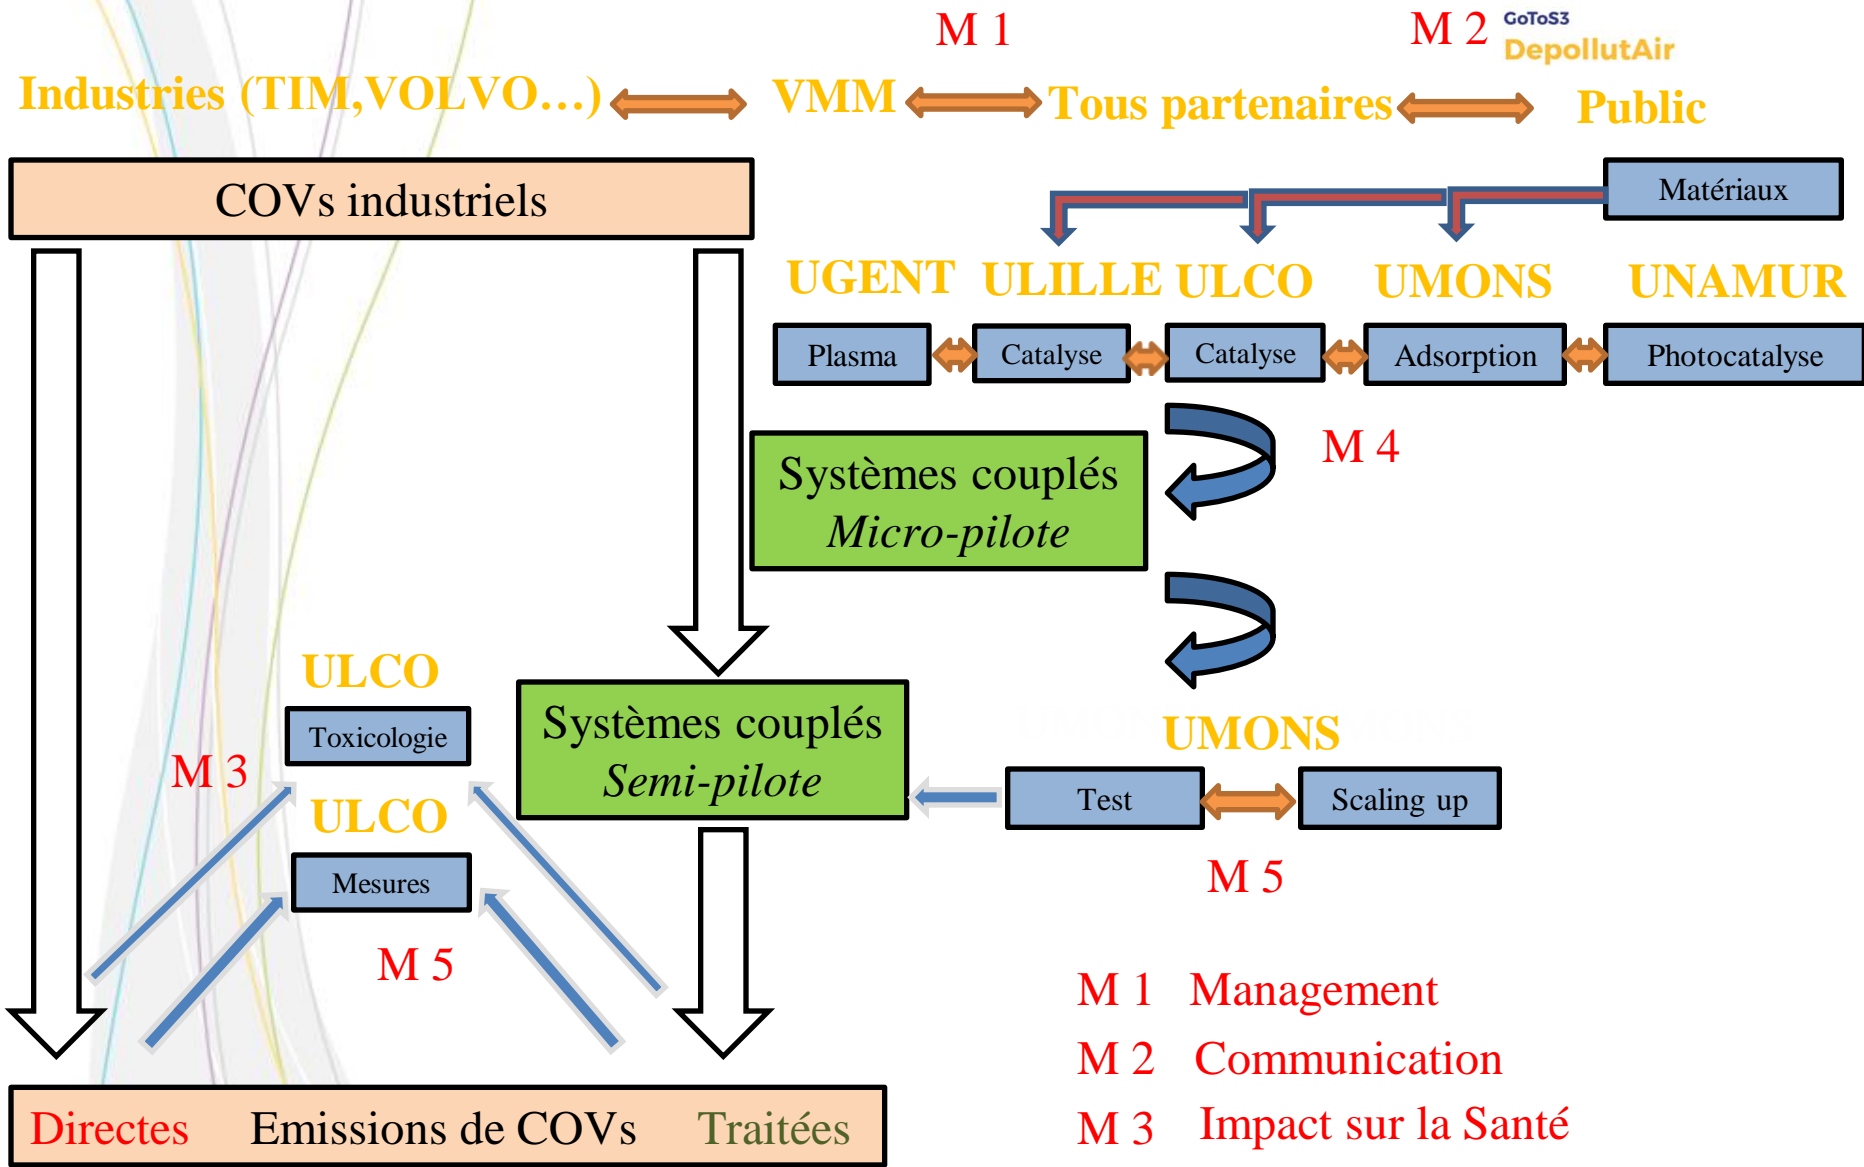 M 1
M 2
GoToS3
DepollutAir
Industries (TIM,VOLVO…)
VMM
Tous partenaires
Public
COVs industriels
Matériaux
UGENT
ULILLE
ULCO
UMONS
UNAMUR
Plasma
Catalyse
Catalyse
Adsorption
Photocatalyse
M 4
Systèmes couplés
Micro-pilote
ULCO
Toxicologie
M 3
ULCO
Mesures
M 5
Systèmes couplés
Semi-pilote
UMONS
Test
Scaling up
M 5
M 1 Management
M 2 Communication
M 3 Impact sur la Santé
Directes Emissions de COVs Traitées